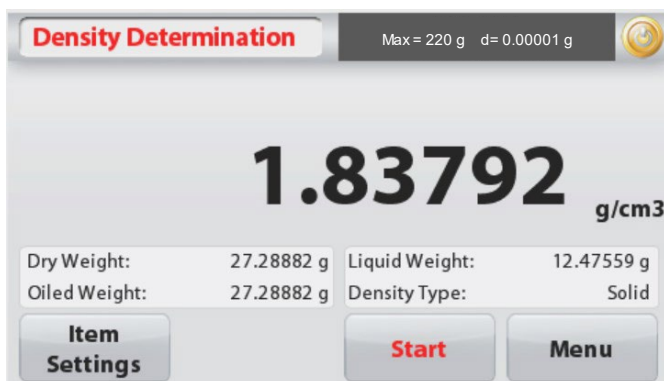 Density Determination
Max = 220 g d= 0.00001 g
1.83792 g/cm3
Dry Weight: 27.28882 g
Oiled Weight: 27.28882 g
Liquid Weight: 12.47559 g
Density Type: Solid
Item
Settings
Start
Menu